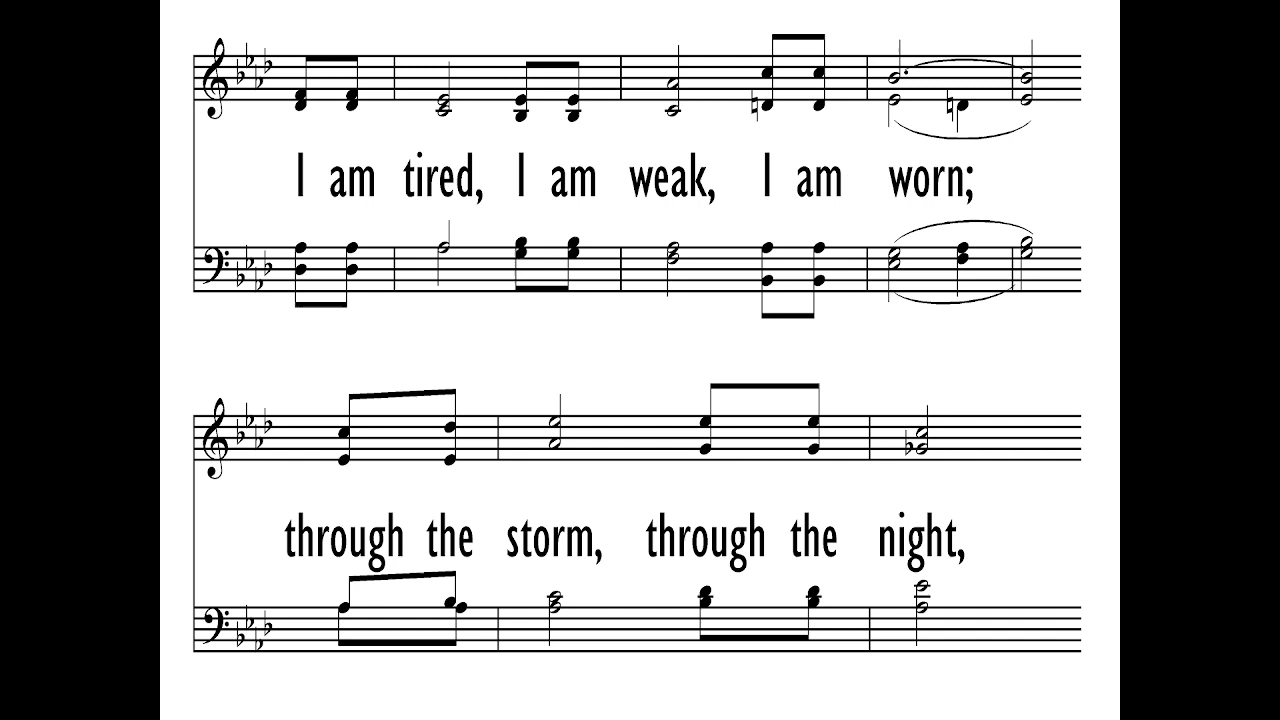 I am tired, I am weak, I am worn;
through the storm, through the night,